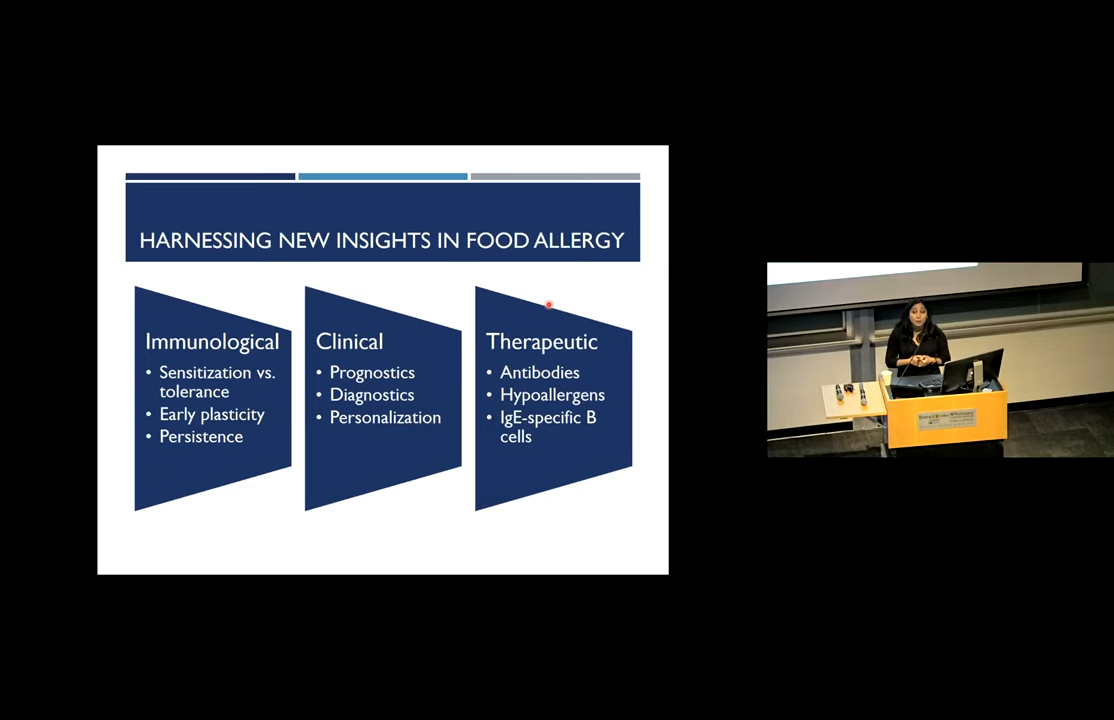 HARNESSING NEW INSIGHTS IN FOOD ALLERGY
Immunological
• Sensitization vs.
tolerance
• Early plasticity
• Persistence
Clinical
• Prognostics
• Diagnostics
• Personalization
Therapeutic
• Antibodies
• Hypoallergens
• IgE-specific B
cells